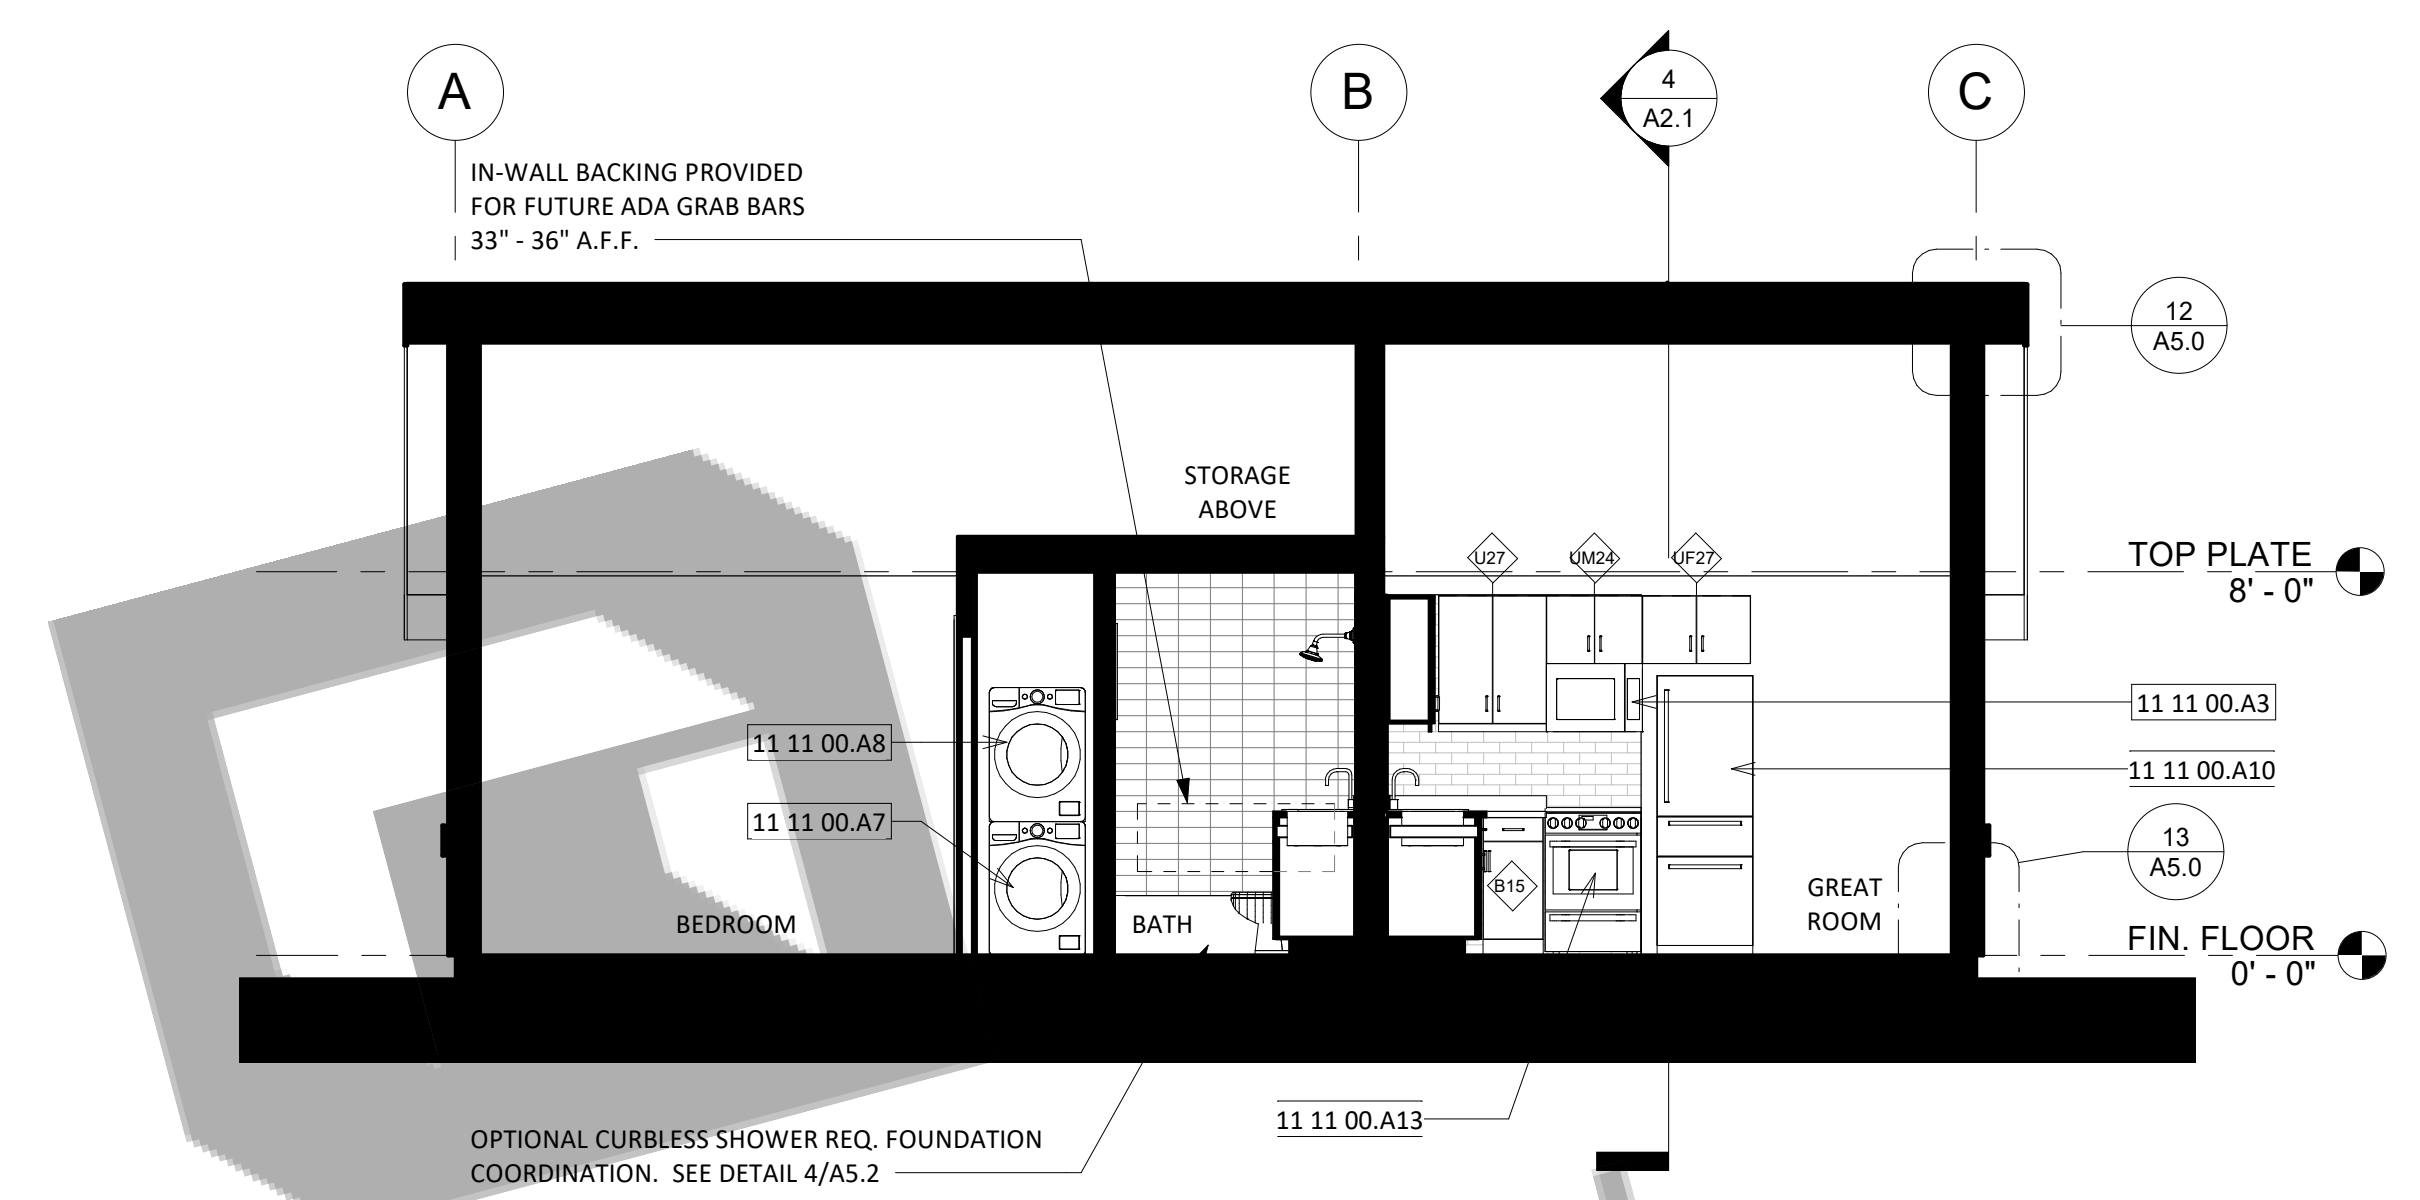 A
B
4
A2.1
C
IN-WALL BACKING PROVIDED
FOR FUTURE ADA GRAB BARS
33" - 36" A.F.F.
12
A5.0
STORAGE
ABOVE
U27
UM24
UF27
TOP PLATE
8' - 0"
11 11 00.A3
11 11 00.A8
11 11 00.A10
11 11 00.A7
13
A5.0
B15
GREAT
ROOM
BEDROOM
BATH
FIN. FLOOR
0' - 0"
11 11 00.A13
OPTIONAL CURBLESS SHOWER REQ. FOUNDATION
COORDINATION.  SEE DETAIL 4/A5.2